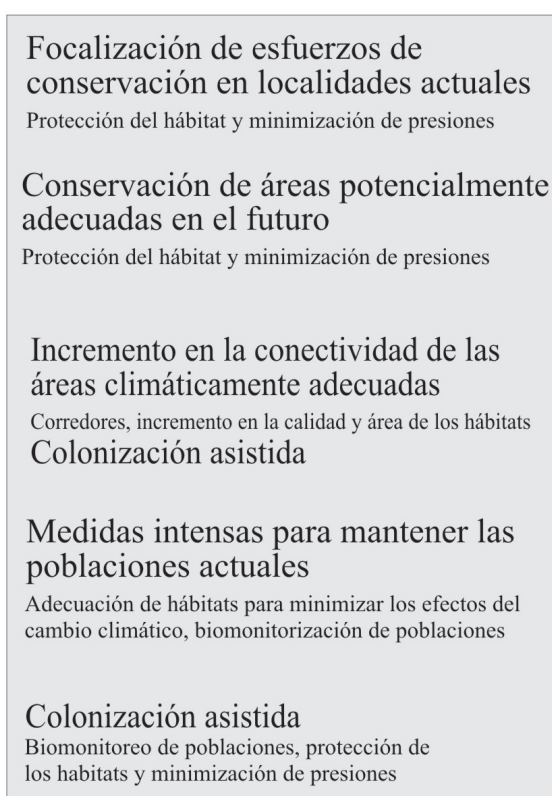 Focalización de esfuerzos de
conservación en localidades actuales
Protección del hábitat y minimización de presiones
Conservación de áreas potencialmente
adecuadas en el futuro
Protección del hábitat y minimización de presiones
Incremento en la conectividad de las
áreas climáticamente adecuadas
Corredores, incremento en la calidad y área de los hábitats
Colonización asistida
Medidas intensas para mantener las
poblaciones actuales
Adecuación de hábitats para minimizar los efectos del
cambio climático, biomonitorización de poblaciones
Colonización asistida
Biomonitoreo de poblaciones, protección de
los habitats y minimización de presiones